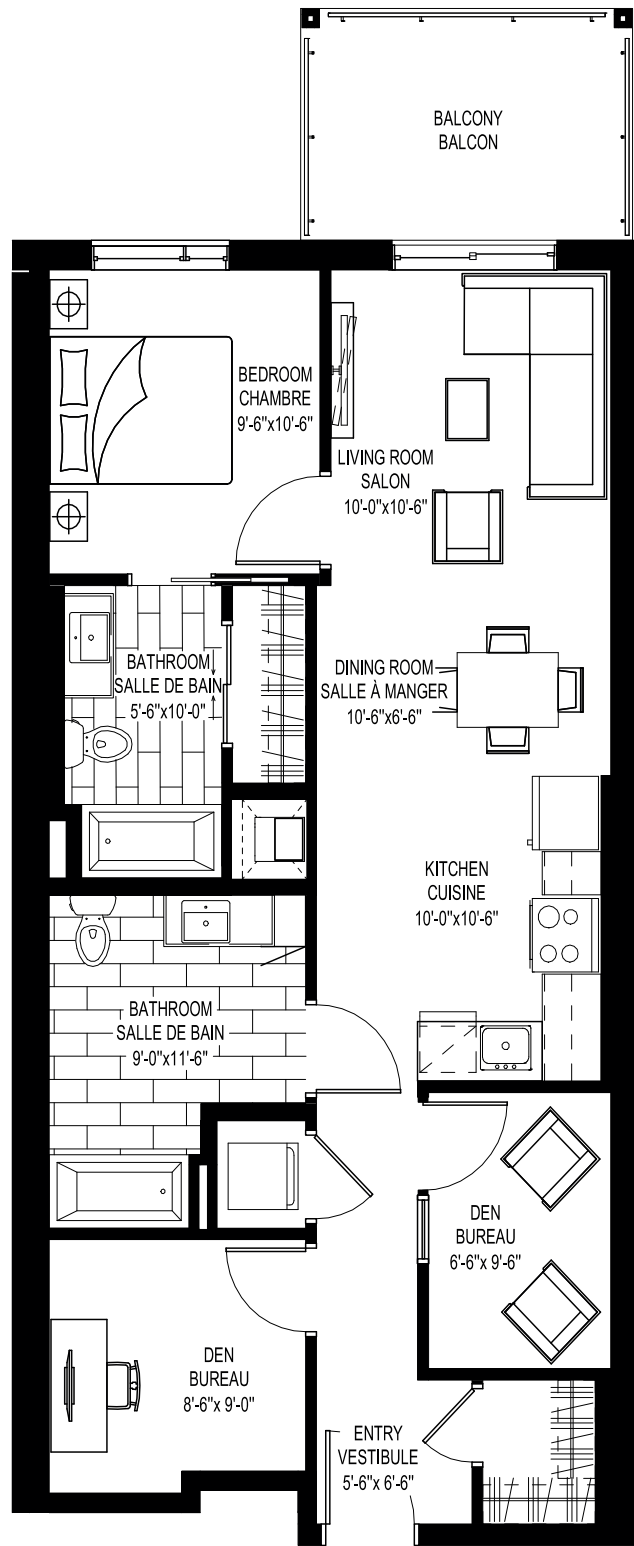 BALCONY
BALCON
BEDROOM
CHAMBRE
9'-6"x10'-6"
LIVING ROOM
SALON
10'-0"x10'-6"
BATHROOM
SALLE DE BAIN
5'-6"x10'-0"
DINING ROOM
SALLE À MANGER
10'-6"x6'-6"
KITCHEN
CUISINE
10'-0"x10'-6"
BATHROOM
SALLE DE BAIN
9'-0"x11'-6"
DEN
BUREAU
6'-6"x 9'-6"
DEN
BUREAU
8'-6"x 9'-0"
ENTRY
VESTIBULE
5'-6"x 6'-6"